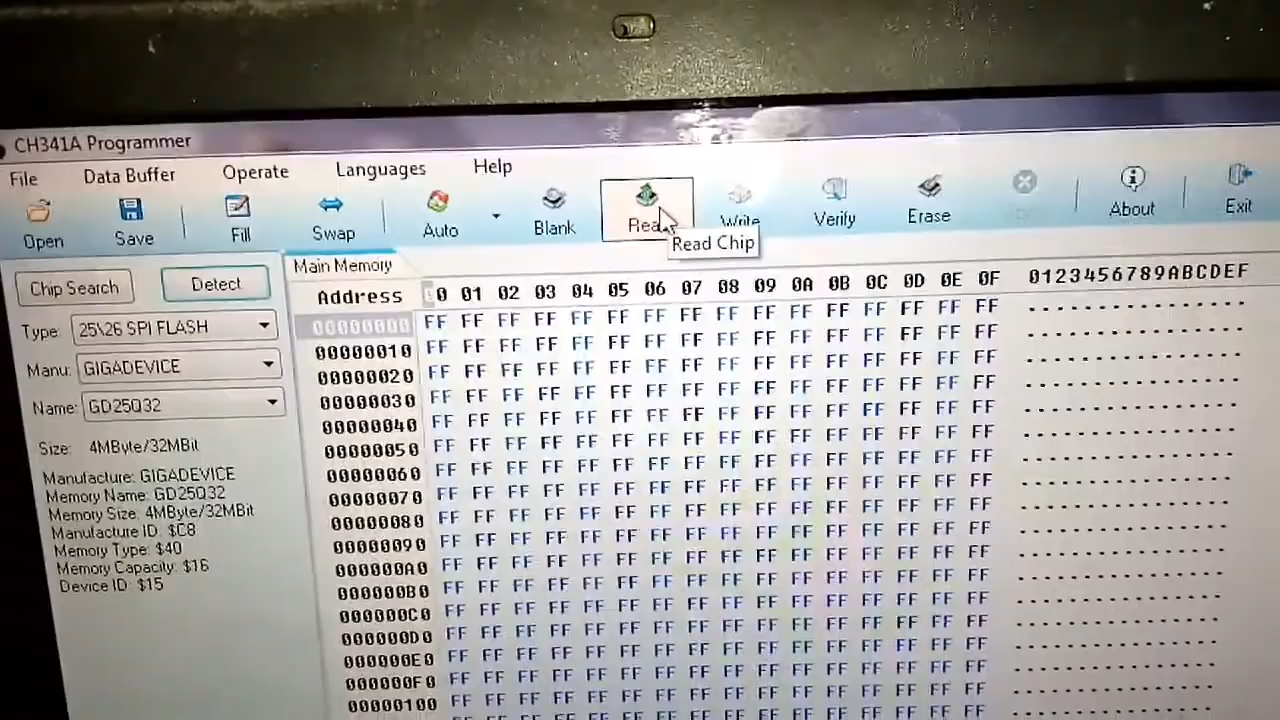 CH341A Programmer
File Data Buffer Operate Languages Help
Open Save Fill Swap Auto Blank Read Write Verify Erase About Exit
Read Chip
Chip Search Detect
Type: 25\26 SPI FLASH
Manu: GIGADEVICE
Name: GD25Q32
Size: 4MByte/32MBit
Manufacture: GIGADEVICE
Memory Name: GD25Q32
Memory Size: 4MByte/32MBit
Manufacture ID: $C8
Memory Type: $40
Memory Capacity: $16
Device ID: $15
Main Memory
Address 00 01 02 03 04 05 06 07 08 09 0A 0B 0C 0D 0E 0F 0123456789ABCDEF
00000000 FF FF FF FF FF FF FF FF FF FF FF FF FF FF FF FF ................
00000010 FF FF FF FF FF FF FF FF FF FF FF FF FF FF FF FF ................
00000020 FF FF FF FF FF FF FF FF FF FF FF FF FF FF FF FF ................
00000030 FF FF FF FF FF FF FF FF FF FF FF FF FF FF FF FF ................
00000040 FF FF FF FF FF FF FF FF FF FF FF FF FF FF FF FF ................
00000050 FF FF FF FF FF FF FF FF FF FF FF FF FF FF FF FF ................
00000060 FF FF FF FF FF FF FF FF FF FF FF FF FF FF FF FF ................
00000070 FF FF FF FF FF FF FF FF FF FF FF FF FF FF FF FF ................
00000080 FF FF FF FF FF FF FF FF FF FF FF FF FF FF FF FF ................
00000090 FF FF FF FF FF FF FF FF FF FF FF FF FF FF FF FF ................
000000A0 FF FF FF FF FF FF FF FF FF FF FF FF FF FF FF FF ................
000000B0 FF FF FF FF FF FF FF FF FF FF FF FF FF FF FF FF ................
000000C0 FF FF FF FF FF FF FF FF FF FF FF FF FF FF FF FF ................
000000D0 FF FF FF FF FF FF FF FF FF FF FF FF FF FF FF FF ................
000000E0 FF FF FF FF FF FF FF FF FF FF FF FF FF FF FF FF ................
000000F0 FF FF FF FF FF FF FF FF FF FF FF FF FF FF FF FF ................
00000100 FF FF FF FF FF FF FF FF FF FF FF FF FF FF FF FF ................